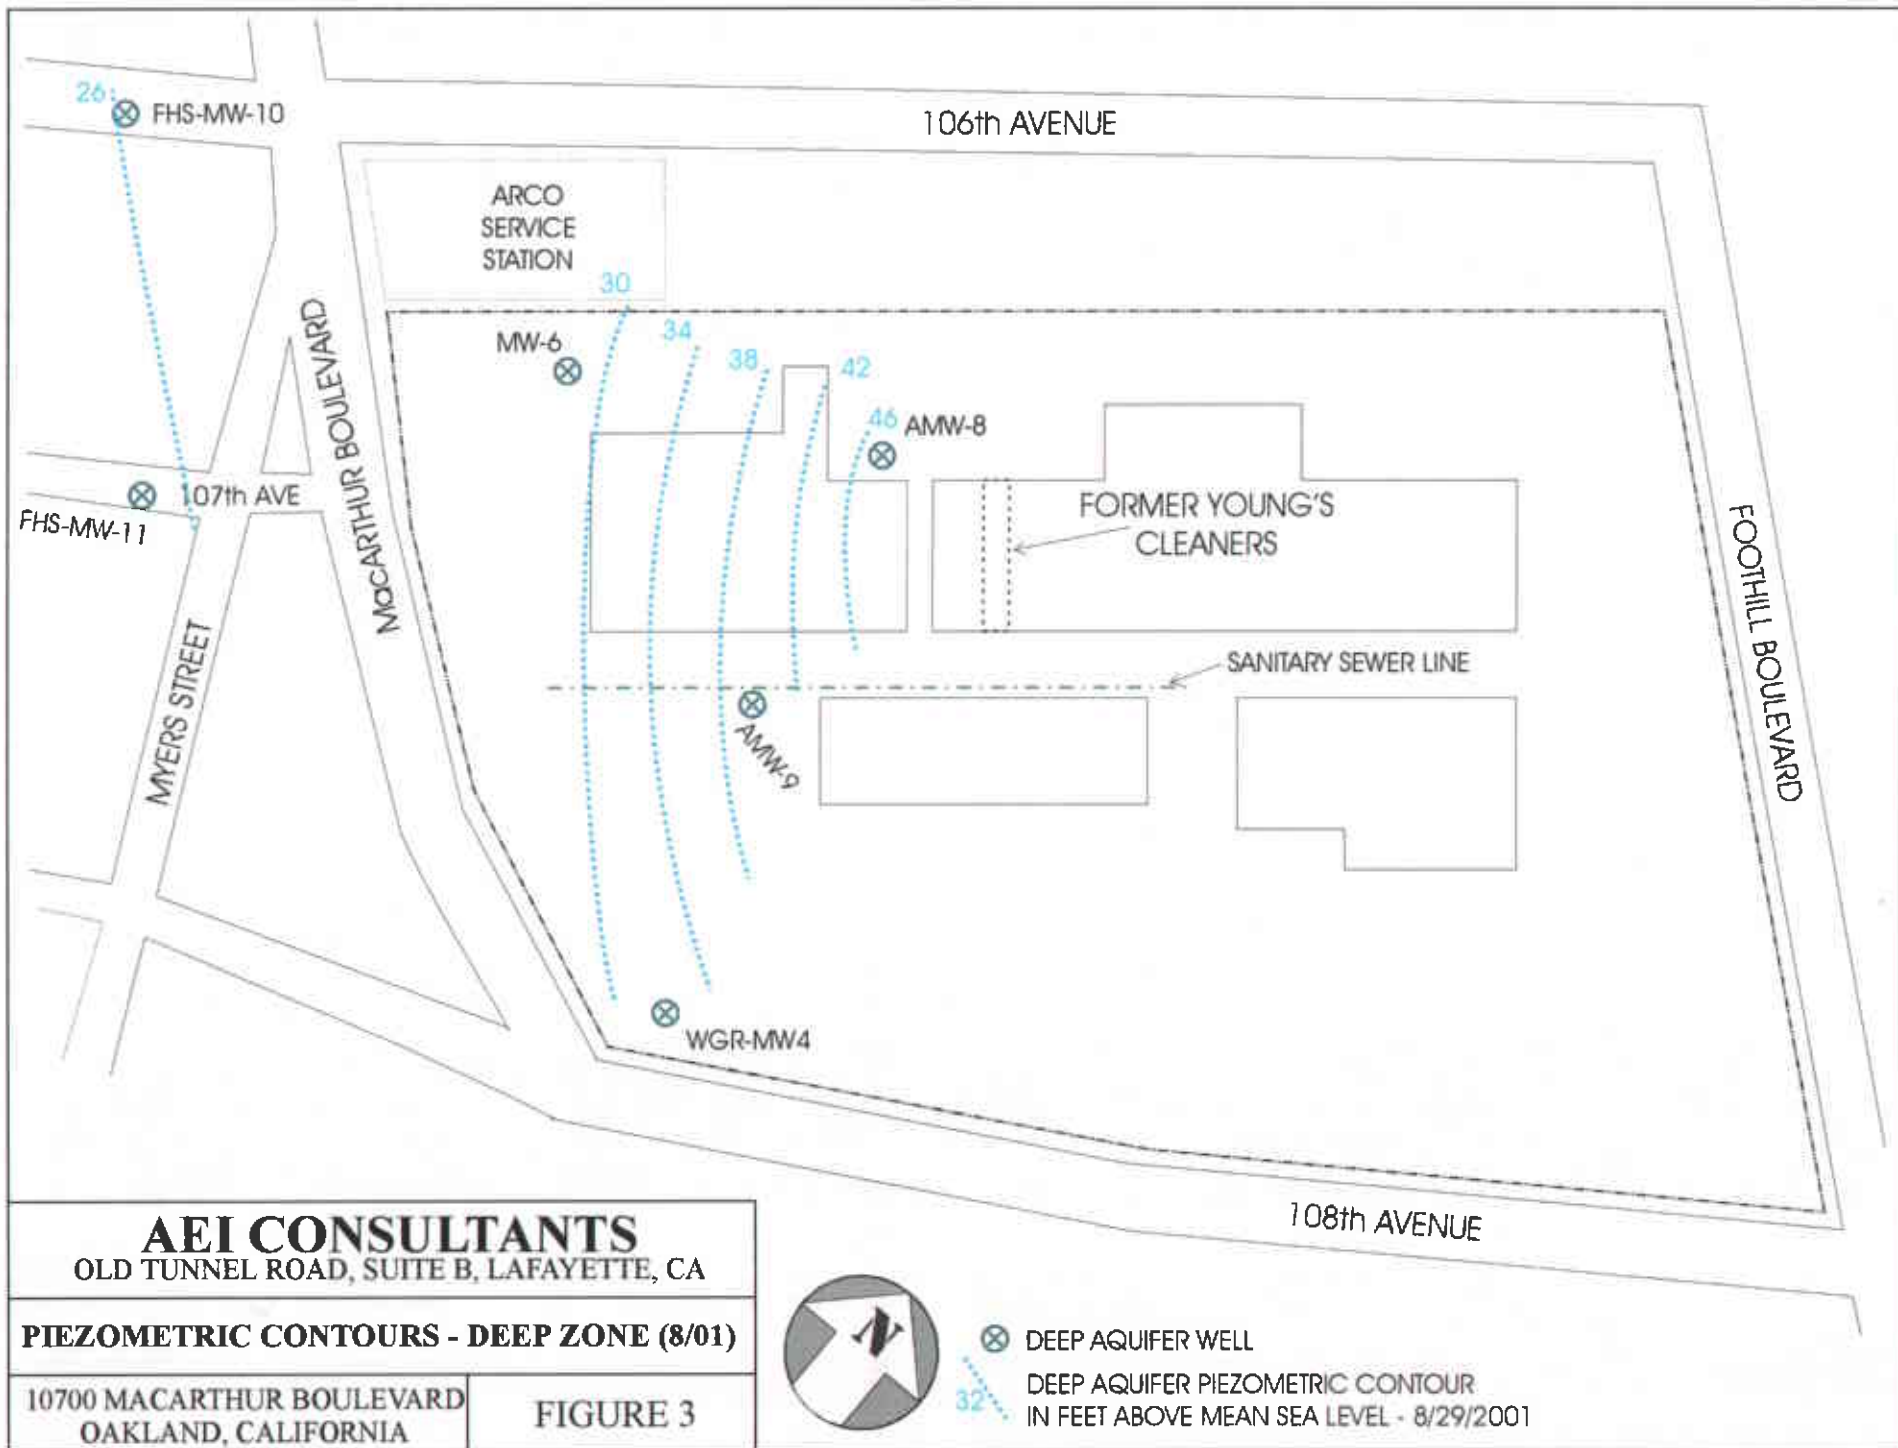 26
FHS-MW-10
106th AVENUE
ARCO
SERVICE
STATION
30
MW-6
34
38
42
46
AMW-8
MacARTHUR BOULEVARD
107th AVE
FHS-MW-11
FORMER YOUNG'S
CLEANERS
FOOTHILL BOULEVARD
MYERS STREET
SANITARY SEWER LINE
AMW-9
WGR-MW4
108th AVENUE
AEI CONSULTANTS
OLD TUNNEL ROAD, SUITE B, LAFAYETTE, CA
PIEZOMETRIC CONTOURS - DEEP ZONE (8/01)
10700 MACARTHUR BOULEVARD
OAKLAND, CALIFORNIA
FIGURE 3
N
DEEP AQUIFER WELL
32
DEEP AQUIFER PIEZOMETRIC CONTOUR
IN FEET ABOVE MEAN SEA LEVEL - 8/29/2001